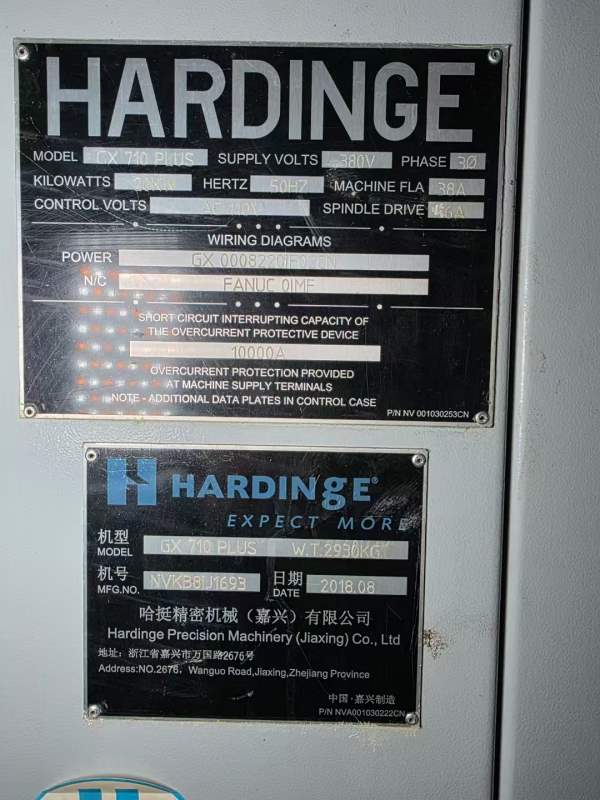 HARDINGE
MODEL GX 710 PLUS SUPPLY VOLTS 380V PHASE 3Ø
KILOWATTS HERTZ 50HZ MACHINE FLA 38A
CONTROL VOLTS SPINDLE DRIVE
WIRING DIAGRAMS
POWER
N/C FANUC 0IMF
SHORT CIRCUIT INTERRUPTING CAPACITY OF
THE OVERCURRENT PROTECTIVE DEVICE
10000A
OVERCURRENT PROTECTION PROVIDED
AT MACHINE SUPPLY TERMINALS
NOTE - ADDITIONAL DATA PLATES IN CONTROL CASE
P/N NV 001030253CN
H HARDINGE®
EXPECT MORE
机型
MODEL GX 710 PLUS W.T.2930KG
机号 日期
MFG.NO. NVKB8IJ1693 DATE 2018.08
哈挺精密机械（嘉兴）有限公司
Hardinge Precision Machinery (Jiaxing) Co., Ltd
地址：浙江省嘉兴市万国路2676号
Address:NO.2676，Wanguo Road,Jiaxing,Zhejiang Province
中国·嘉兴制造
P/N NVA001030222CN